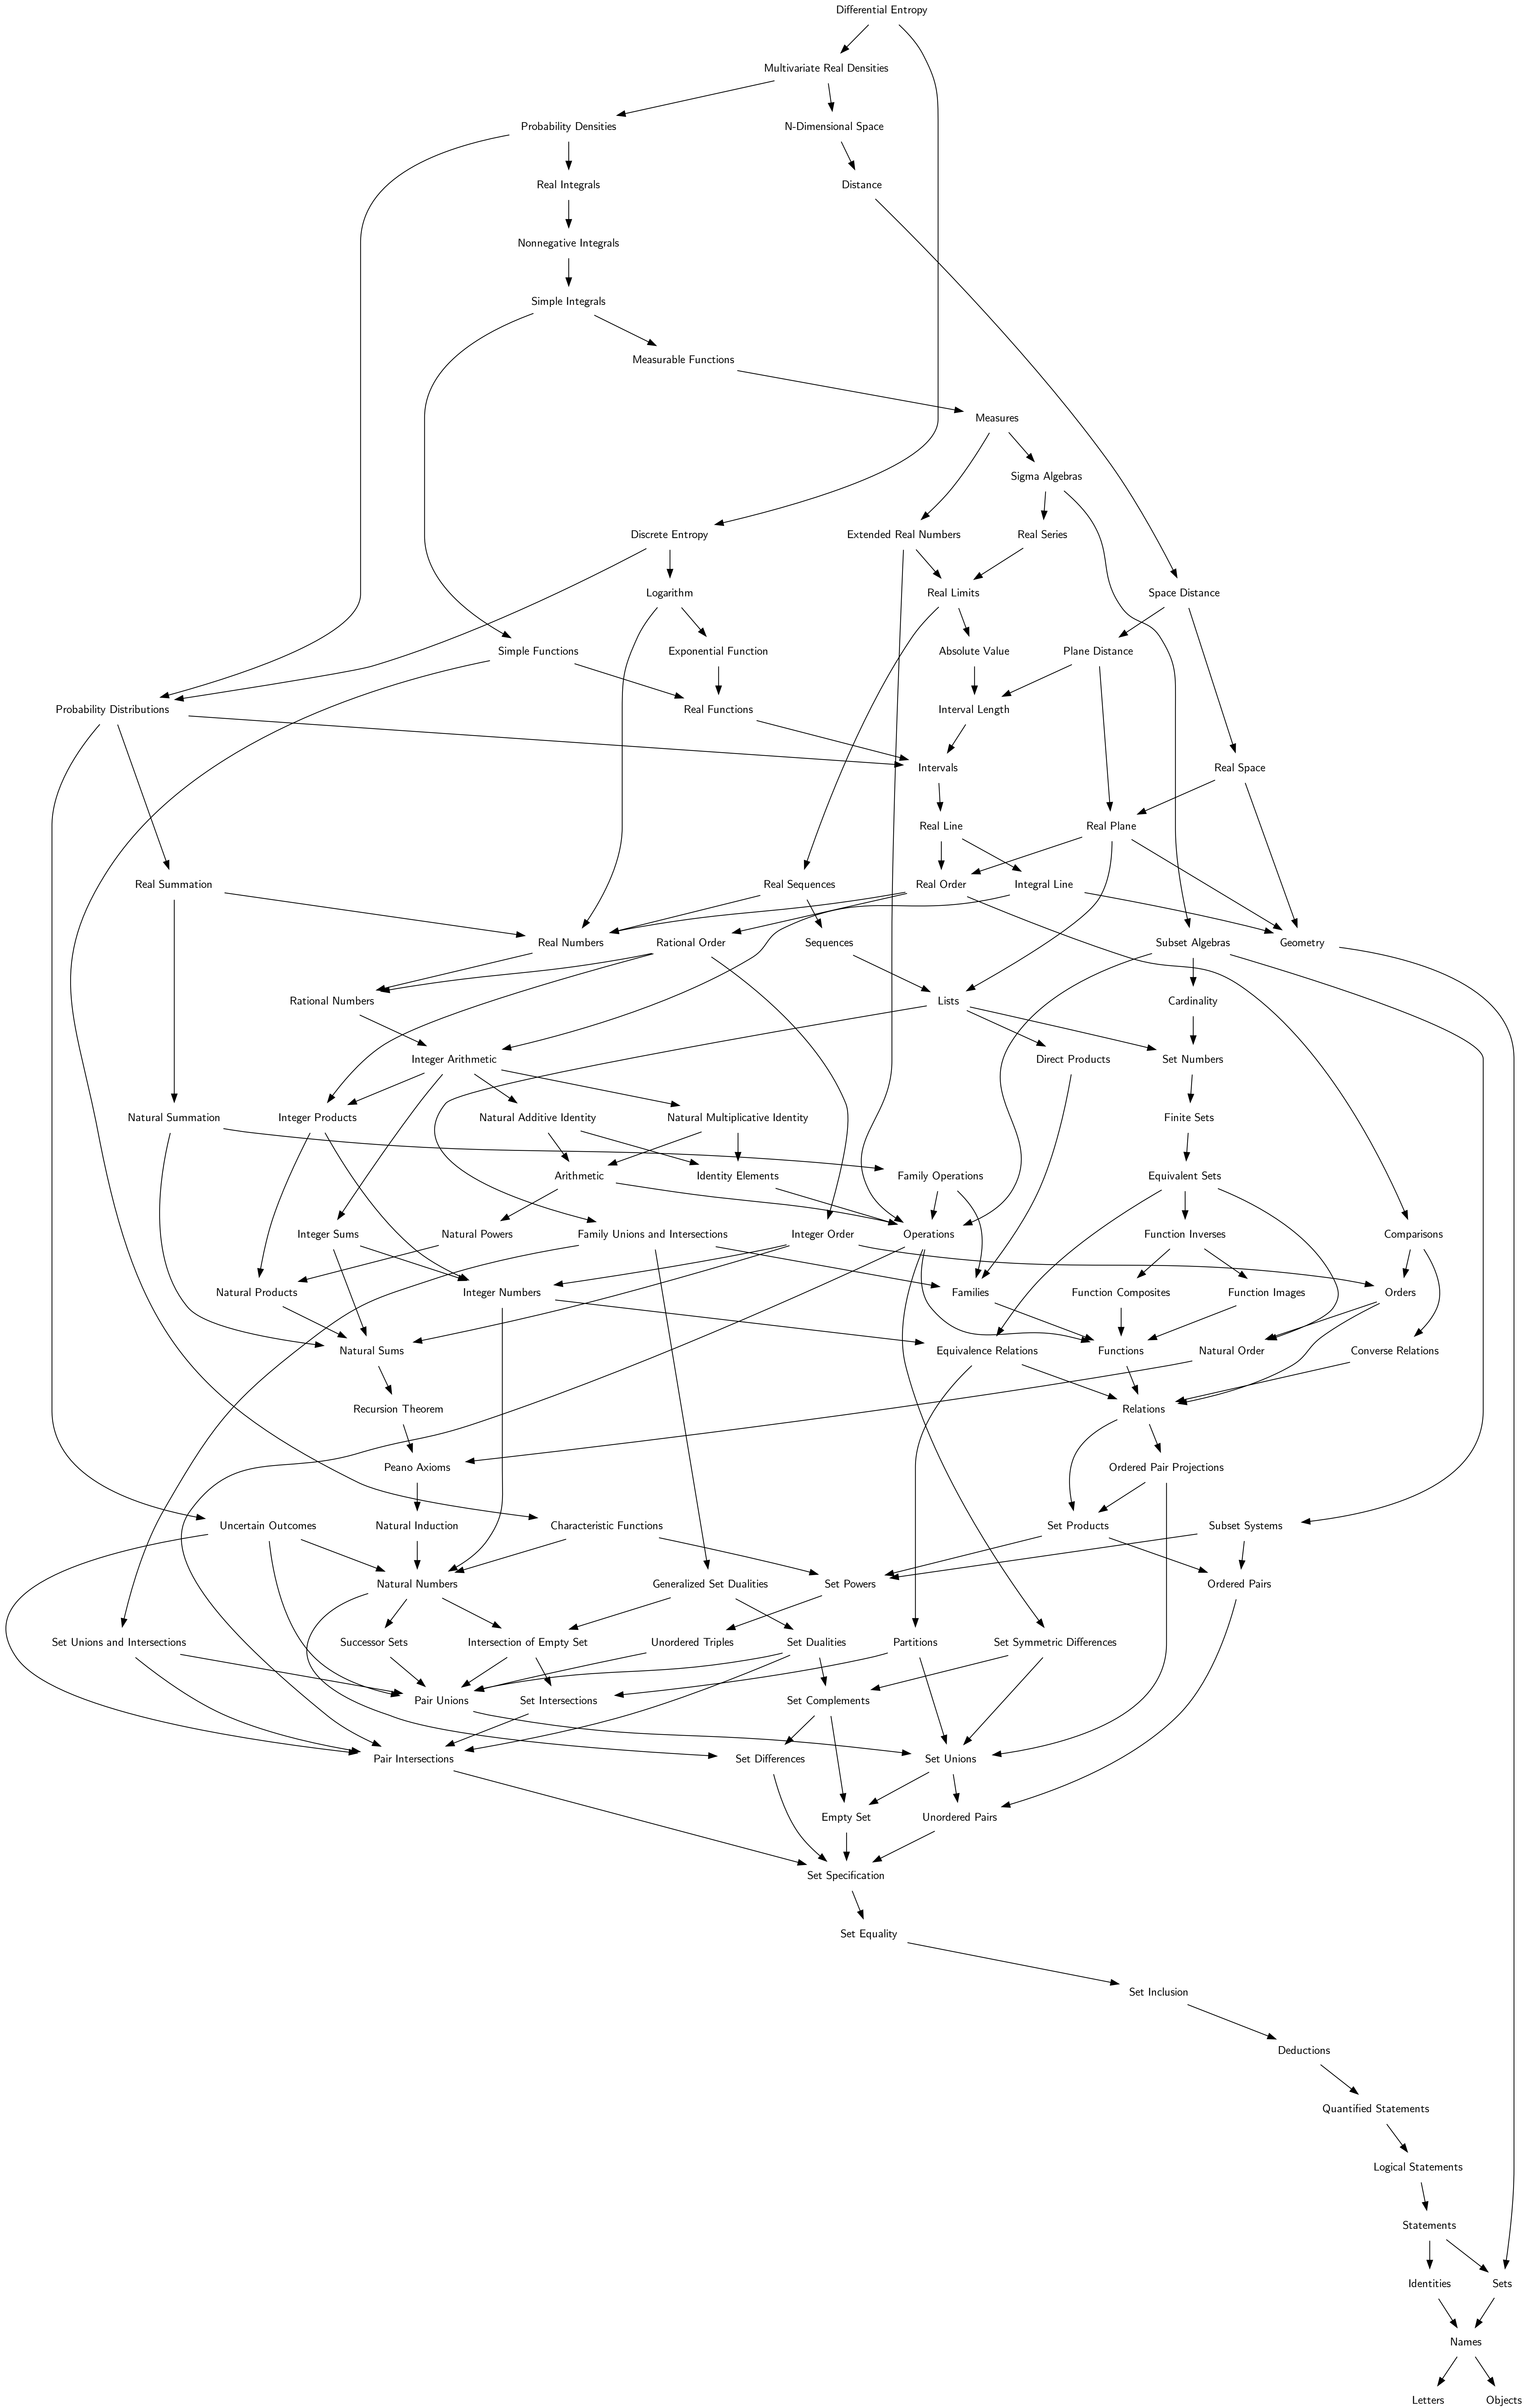 Differential Entropy
Multivariate Real Densities
Probability Densities
N-Dimensional Space
Real Integrals
Distance
Nonnegative Integrals
Simple Integrals
Measurable Functions
Measures
Sigma Algebras
Discrete Entropy
Extended Real Numbers
Real Series
Logarithm
Real Limits
Space Distance
Simple Functions
Exponential Function
Absolute Value
Plane Distance
Probability Distributions
Real Functions
Interval Length
Intervals
Real Space
Real Line
Real Plane
Real Summation
Real Sequences
Real Order
Integral Line
Real Numbers
Rational Order
Sequences
Subset Algebras
Geometry
Rational Numbers
Lists
Cardinality
Integer Arithmetic
Direct Products
Set Numbers
Natural Summation
Integer Products
Natural Additive Identity
Natural Multiplicative Identity
Finite Sets
Arithmetic
Identity Elements
Family Operations
Equivalent Sets
Integer Sums
Natural Powers
Family Unions and Intersections
Integer Order
Operations
Function Inverses
Comparisons
Natural Products
Integer Numbers
Families
Function Composites
Function Images
Orders
Natural Sums
Equivalence Relations
Functions
Natural Order
Converse Relations
Recursion Theorem
Relations
Peano Axioms
Ordered Pair Projections
Uncertain Outcomes
Natural Induction
Characteristic Functions
Set Products
Subset Systems
Natural Numbers
Generalized Set Dualities
Set Powers
Ordered Pairs
Set Unions and Intersections
Successor Sets
Intersection of Empty Set
Unordered Triples
Set Dualities
Partitions
Set Symmetric Differences
Pair Unions
Set Intersections
Set Complements
Pair Intersections
Set Differences
Set Unions
Empty Set
Unordered Pairs
Set Specification
Set Equality
Set Inclusion
Deductions
Quantified Statements
Logical Statements
Statements
Identities
Sets
Names
Letters
Objects